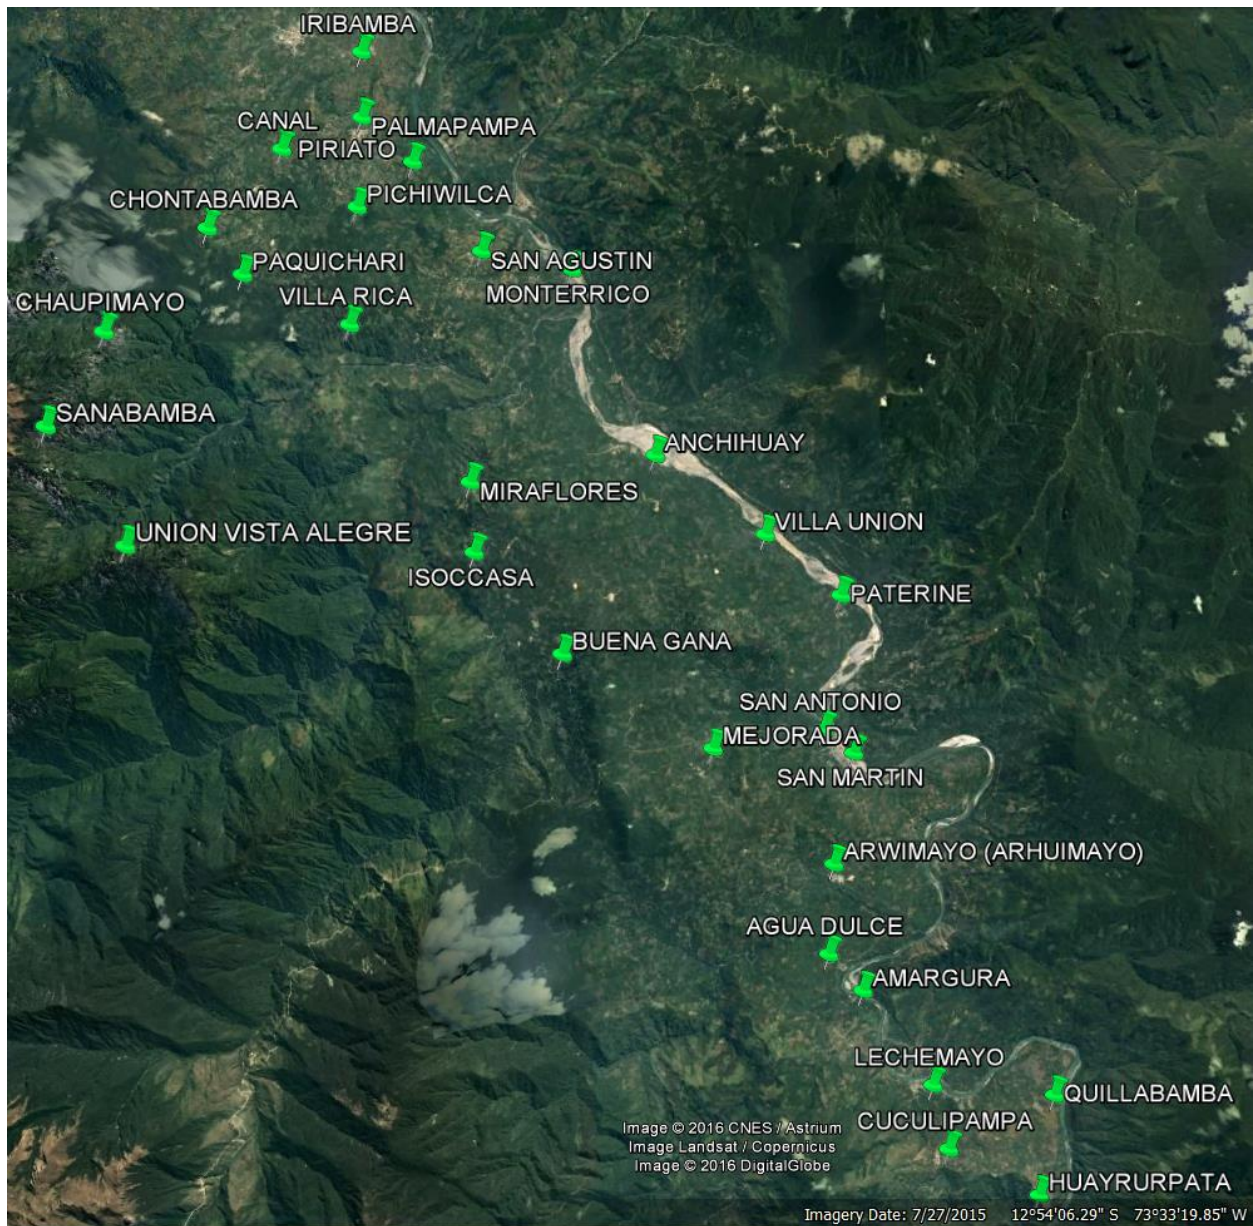 IRIBAMBA
CANAL
PALMAPAMPA
PIRIATO
CHONTABAMBA
PICHIWILCA
PAQUICHARI
SAN AGUSTIN
CHAUPIMAYO
VILLA RICA
MONTERRICO
SANABAMBA
ANCHIHUAY
MIRAFLORES
VILLA UNION
UNION VISTA ALEGRE
ISOCCASA
PATERINE
BUENA GANA
SAN ANTONIO
MEJORADA
SAN MARTIN
ARWIMAYO (ARHUIMAYO)
AGUA DULCE
AMARGURA
LECHEMAYO
QUILLABAMBA
CUCULIPAMPA
Image © 2016 CNES / Astrium
Image Landsat / Copernicus
Image © 2016 DigitalGlobe
HUAYRURPATA
Imagery Date: 7/27/2015 12°54'06.29" S 73°33'19.85" W